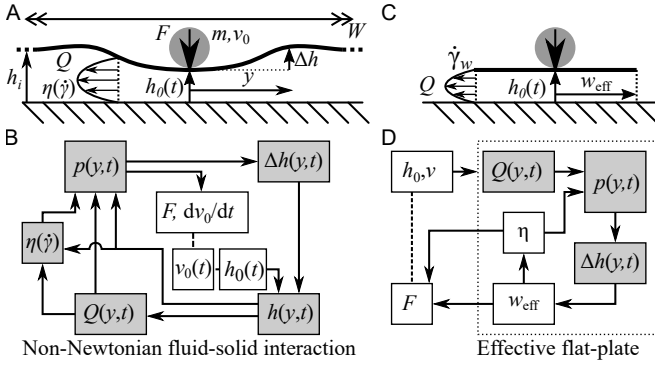 A
F
m,v₀
W
C
Q
Δh
y
hᵢ
η(γ̇)
h₀(t)
γ̇w
Q
h₀(t)
weff
B
p(y,t)
Δh(y,t)
F, dv₀/dt
η(γ̇)
v₀(t)
h₀(t)
Q(y,t)
h(y,t)
Non-Newtonian fluid-solid interaction
D
h₀,v
Q(y,t)
p(y,t)
η
Δh(y,t)
F
weff
Effective flat-plate